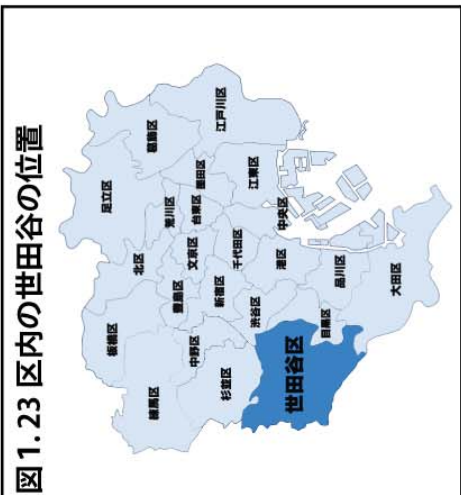 図1. 23 区内の世田谷の位置
足立区
葛飾区
板橋区
北区
荒川区
江戸川区
練馬区
豊島区
文京区
台東区
墨田区
中野区
新宿区
千代田区
江東区
杉並区
渋谷区
港区
中央区
世田谷区
目黒区
品川区
大田区